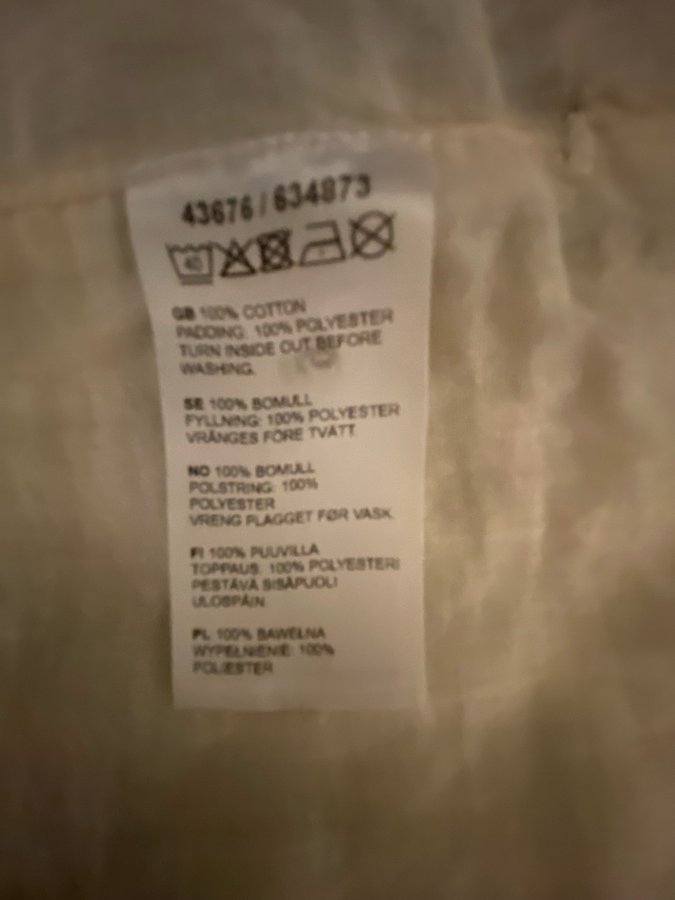 43676 / 634873
40
GB 100% COTTON
PADDING: 100% POLYESTER
TURN INSIDE OUT BEFORE
WASHING.
SE 100% BOMULL
FYLLNING: 100% POLYESTER
VRÄNGES FÖRE TVÄTT.
NO 100% BOMULL
POLSTRING: 100%
POLYESTER
VRENG PLAGGET FØR VASK.
FI 100% PUUVILLA
TOPPAUS: 100% POLYESTERI
PESTÄVÄ SISÄPUOLI
ULOSPÄIN.
PL 100% BAWEŁNA
WYPEŁNIENIE: 100%
POLIESTER